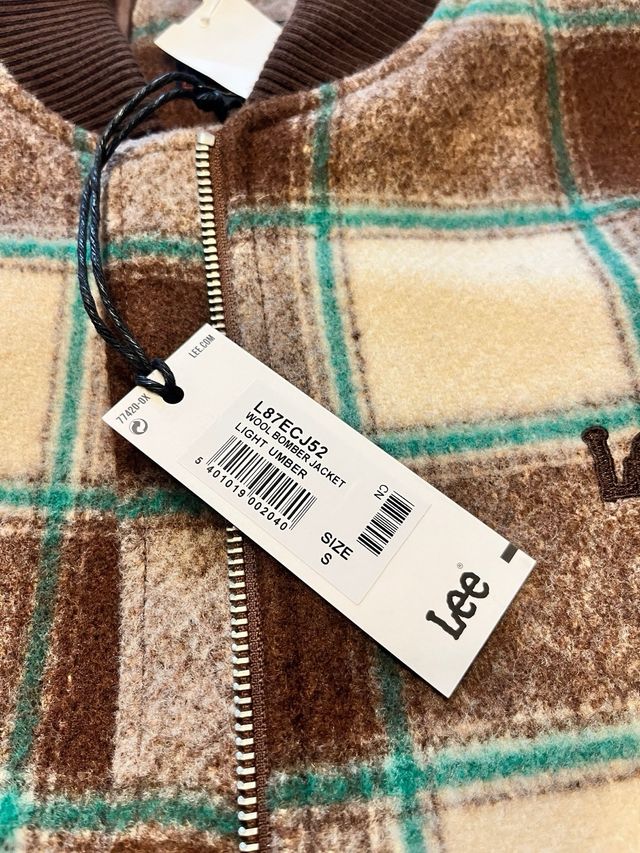 LEE.COM
77420-0X
L87ECJ52
WOOL BOMBER JACKET
LIGHT UMBER
5 401019 002040
CN
SIZE
S
Lee®